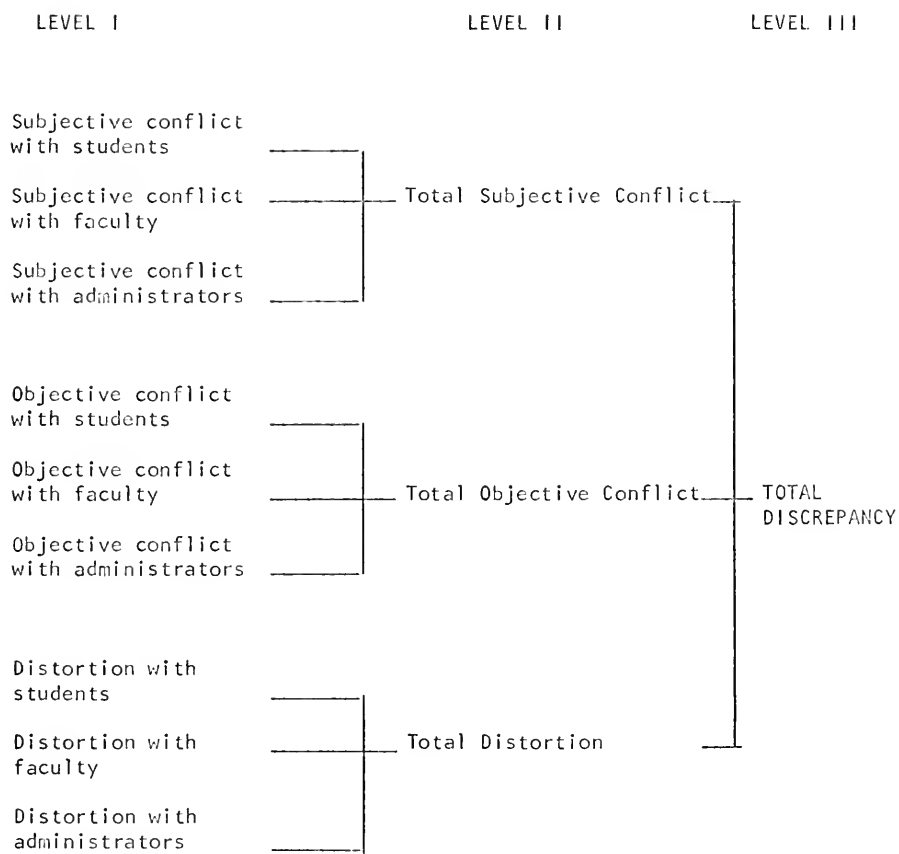 LEVEL I LEVEL II LEVEL III
Subjective conflict
with students
Subjective conflict
with faculty
Total Subjective Conflict
Subjective conflict
with administrators
Objective conflict
with students
Objective conflict
with faculty
Total Objective Conflict
TOTAL
DISCREPANCY
Objective conflict
with administrators
Distortion with
students
Distortion with
faculty
Total Distortion
Distortion with
administrators